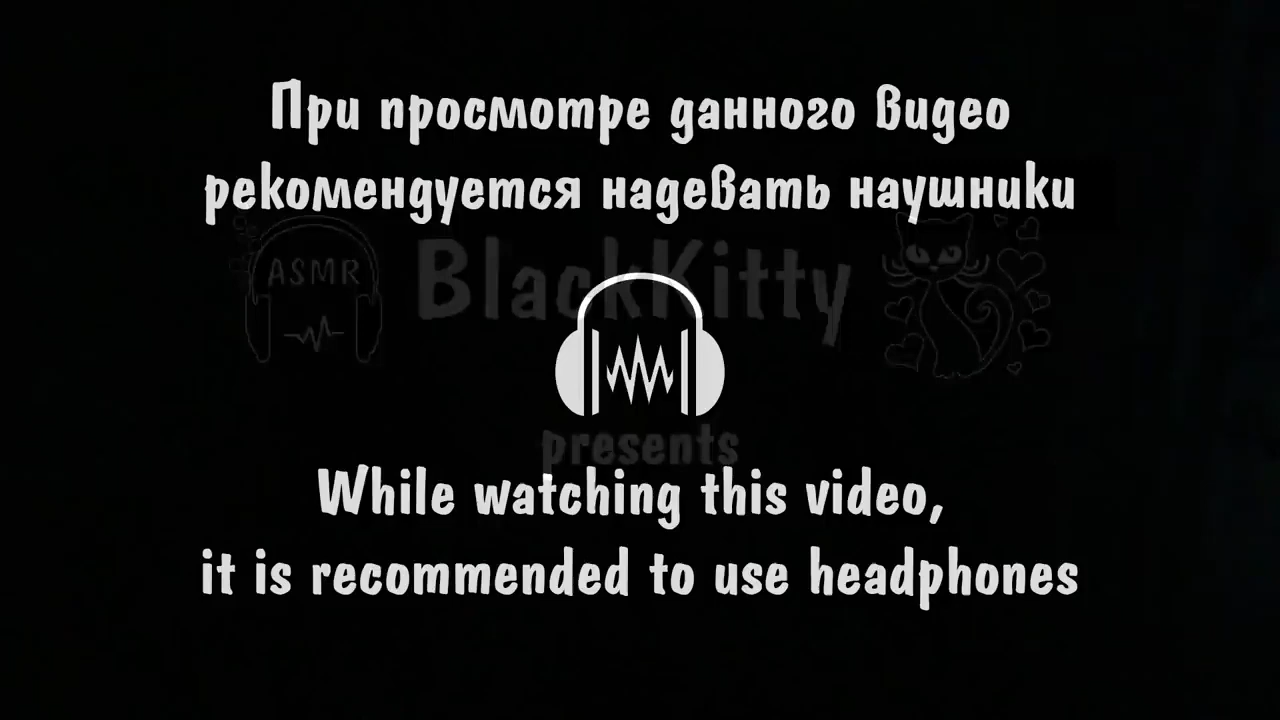 При просмотре данного видео
рекомендуется надевать наушники
ASMR
BlackKitty
presents
While watching this video,
it is recommended to use headphones